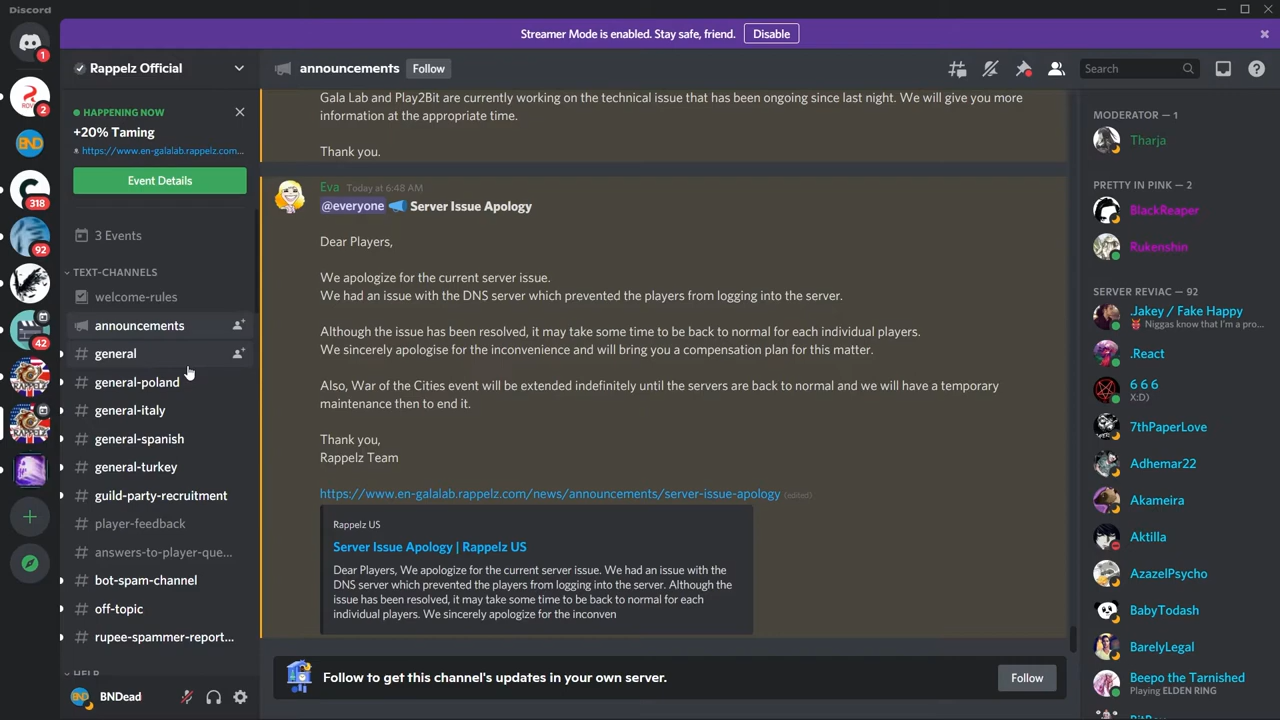 Discord
Streamer Mode is enabled. Stay safe, friend.
Disable
1
2
BND
318
92
42
Rappelz Official
HAPPENING NOW
+20% Taming
https://www.en-galalab.rappelz.com...
Event Details
3 Events
TEXT-CHANNELS
welcome-rules
announcements
general
general-poland
general-italy
general-spanish
general-turkey
guild-party-recruitment
player-feedback
answers-to-player-que...
bot-spam-channel
off-topic
rupee-spammer-report...
HELP
BNDead
announcements
Follow
Search
Gala Lab and Play2Bit are currently working on the technical issue that has been ongoing since last night. We will give you more
information at the appropriate time.
Thank you.
Eva Today at 6:48 AM
@everyone Server Issue Apology
Dear Players,
We apologize for the current server issue.
We had an issue with the DNS server which prevented the players from logging into the server.
Although the issue has been resolved, it may take some time to be back to normal for each individual players.
We sincerely apologise for the inconvenience and will bring you a compensation plan for this matter.
Also, War of the Cities event will be extended indefinitely until the servers are back to normal and we will have a temporary
maintenance then to end it.
Thank you,
Rappelz Team
https://www.en-galalab.rappelz.com/news/announcements/server-issue-apology (edited)
Rappelz US
Server Issue Apology | Rappelz US
Dear Players, We apologize for the current server issue. We had an issue with the
DNS server which prevented the players from logging into the server. Although the
issue has been resolved, it may take some time to be back to normal for each
individual players. We sincerely apologize for the inconven
Follow to get this channel's updates in your own server.
Follow
MODERATOR — 1
Tharja
PRETTY IN PINK — 2
BlackReaper
Rukenshin
SERVER REVIAC — 92
.Jakey / Fake Happy
Niggas know that I'm a pro...
.React
6 6 6
X:D)
7thPaperLove
Adhemar22
Akameira
Aktilla
AzazelPsycho
BabyTodash
BarelyLegal
Beepo the Tarnished
Playing ELDEN RING